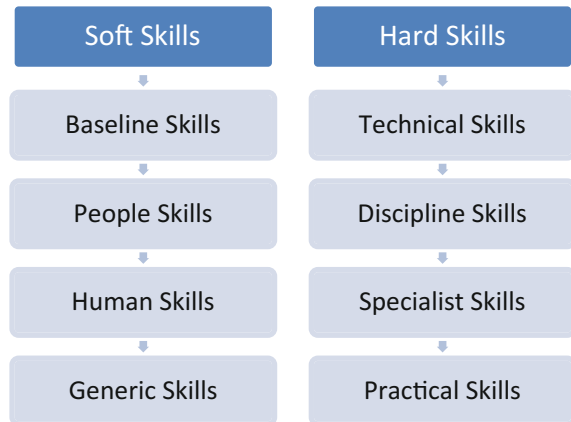 Soft Skills
Baseline Skills
People Skills
Human Skills
Generic Skills
Hard Skills
Technical Skills
Discipline Skills
Specialist Skills
Practical Skills